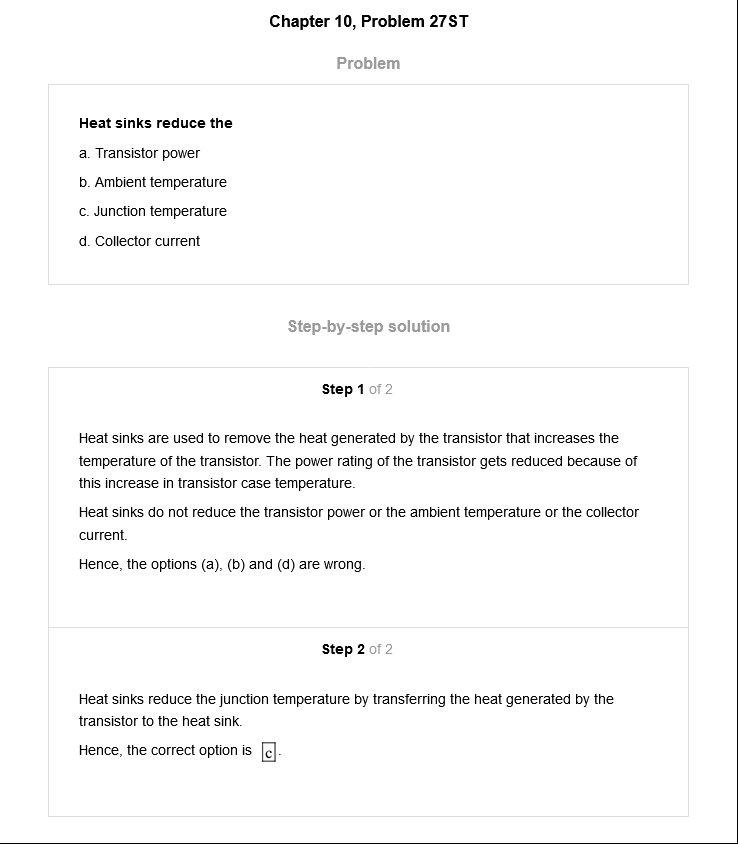 Chapter 10, Problem 27ST
Problem
Heat sinks reduce the
a. Transistor power
b. Ambient temperature
c. Junction temperature
d. Collector current
Step-by-step solution
Step 1 of 2
Heat sinks are used to remove the heat generated by the transistor that increases the
temperature of the transistor. The power rating of the transistor gets reduced because of
this increase in transistor case temperature.
Heat sinks do not reduce the transistor power or the ambient temperature or the collector
current.
Hence, the options (a), (b) and (d) are wrong.
Step 2 of 2
Heat sinks reduce the junction temperature by transferring the heat generated by the
transistor to the heat sink.
Hence, the correct option is c.